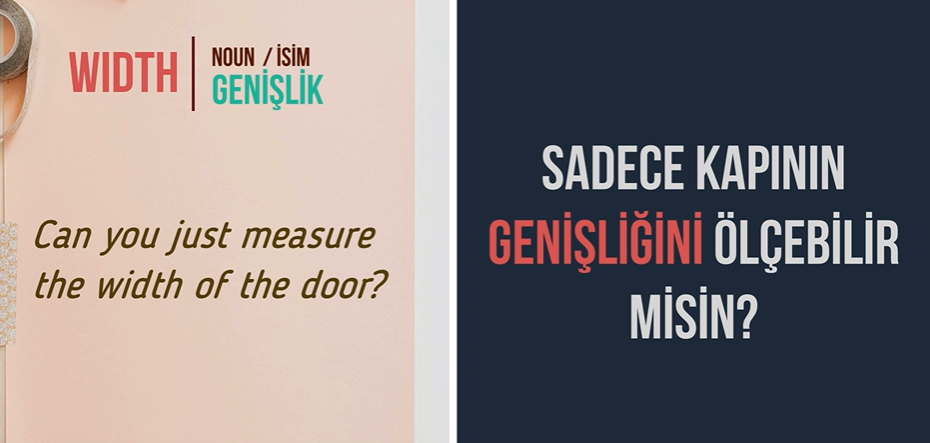 WIDTH
NOUN / İSİM
GENİŞLİK
Can you just measure
the width of the door?
SADECE KAPININ
GENİŞLİĞİNİ ÖLÇEBİLİR
MİSİN?